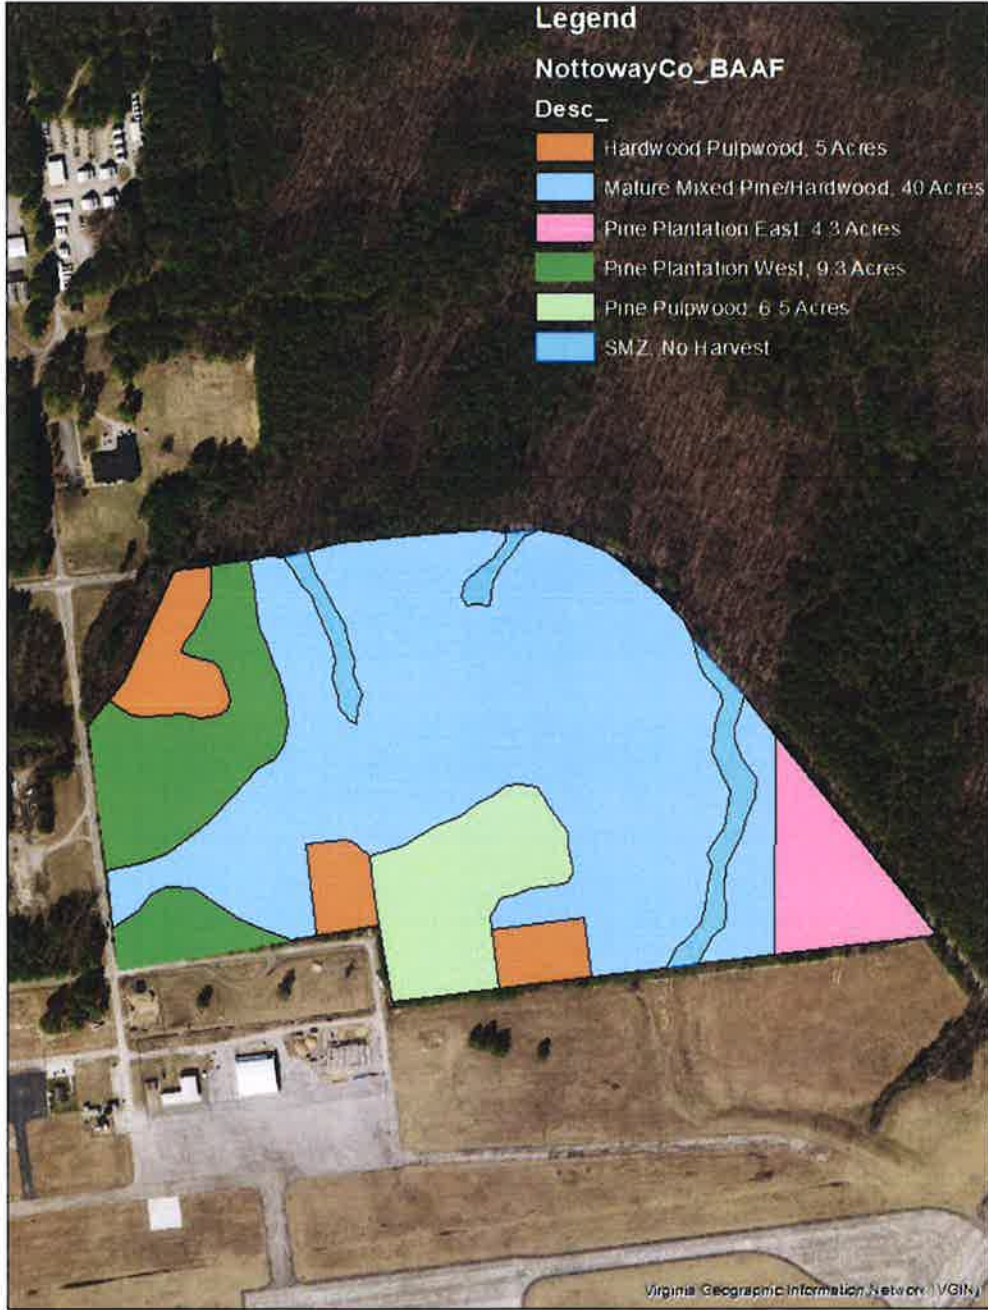 Legend
NottowayCo_BAAF
Desc_
Hardwood Pulpwood, 5 Acres
Mature Mixed Pine/Hardwood, 40 Acres
Pine Plantation East, 4.3 Acres
Pine Plantation West, 9.3 Acres
Pine Pulpwood, 6.5 Acres
SMZ, No Harvest
Virginia Geographic Information Network (VGIN)